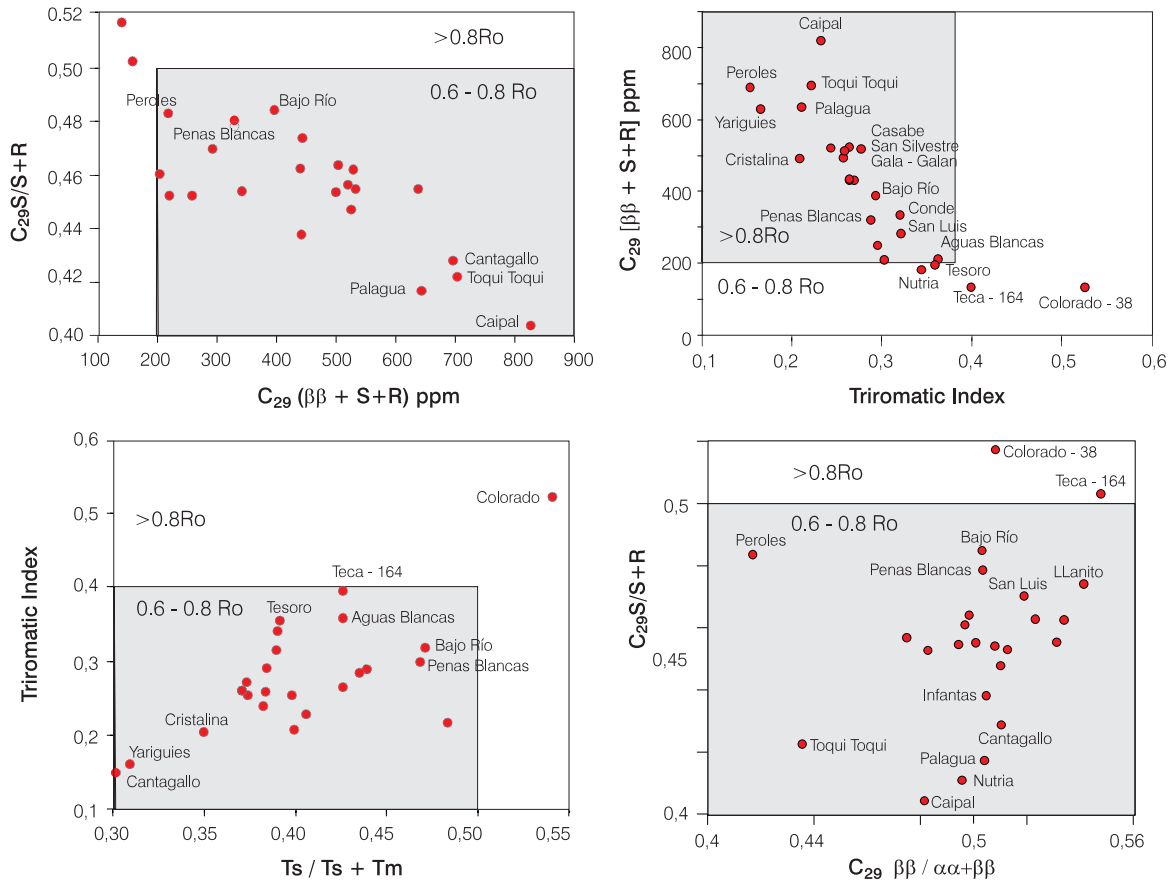 0.52
0,50
0,48
0,46
0,44
0,42
0,40
C29S/S+R
>0.8Ro
0.6 - 0.8 Ro
Peroles
Bajo Río
Penas Blancas
Cantagallo
Toqui Toqui
Palagua
Caipal
100 200 300 400 500 600 700 800 900
C29 (ββ + S+R) ppm
800
600
400
200
0
C29 [ββ + S+R] ppm
Caipal
Peroles
Toqui Toqui
Yariguies
Palagua
Casabe
San Silvestre
Cristalina
Gala - Galan
Bajo Río
Penas Blancas
Conde
San Luis
>0.8Ro
Aguas Blancas
0.6 - 0.8 Ro
Tesoro
Nutria
Teca - 164
Colorado - 38
0,1 0,2 0,3 0,4 0,5 0,6
Triromatic Index
0,6
0,5
0,4
0,3
0,2
0,1
Triromatic Index
Colorado
>0.8Ro
Teca - 164
0.6 - 0.8 Ro
Tesoro
Aguas Blancas
Bajo Río
Penas Blancas
Cristalina
Yariguies
Cantagallo
0,30 0,35 0,40 0,45 0,50 0,55
Ts / Ts + Tm
0,5
0,45
0,4
C29S/S+R
Colorado - 38
>0.8Ro
Teca - 164
0.6 - 0.8 Ro
Peroles
Bajo Río
Penas Blancas
San Luis
LLanito
Infantas
Cantagallo
Toqui Toqui
Palagua
Nutria
Caipal
0,4 0,44 0,5 0,56
C29 ββ / αα+ββ